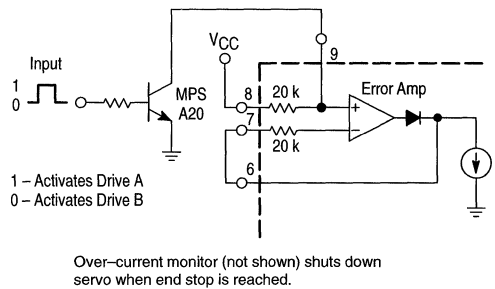 V_CC
9
Input
1
0
MPS
A20
8
20 k
Error Amp
7
20 k
6
+
–
1 – Activates Drive A
0 – Activates Drive B
Over–current monitor (not shown) shuts down
servo when end stop is reached.